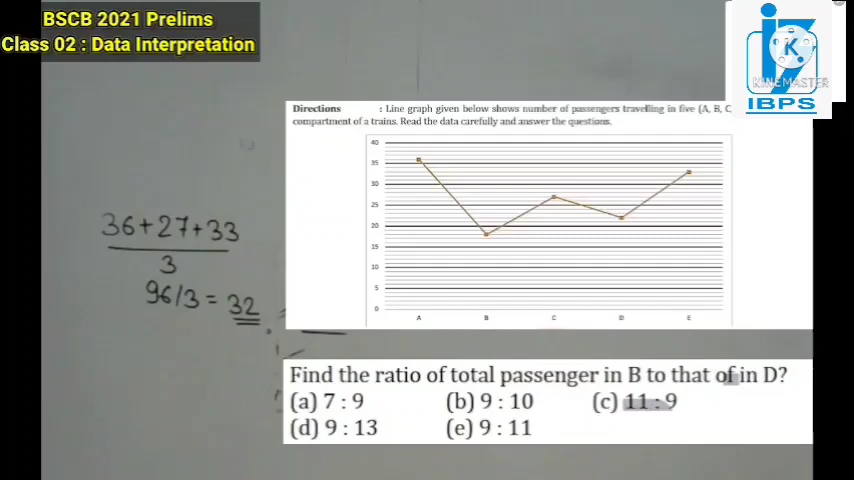 BSCB 2021 Prelims
Class 02 : Data Interpretation
K
KINEMASTER
IBPS
Directions : Line graph given below shows number of passengers travelling in five (A, B, C
compartment of a trains. Read the data carefully and answer the questions.
40
35
30
25
20
15
10
5
0
A B C D E
36+27+33
3
96/3 = 32
Find the ratio of total passenger in B to that of in D?
(a) 7 : 9 (b) 9 : 10 (c) 11 : 9
(d) 9 : 13 (e) 9 : 11